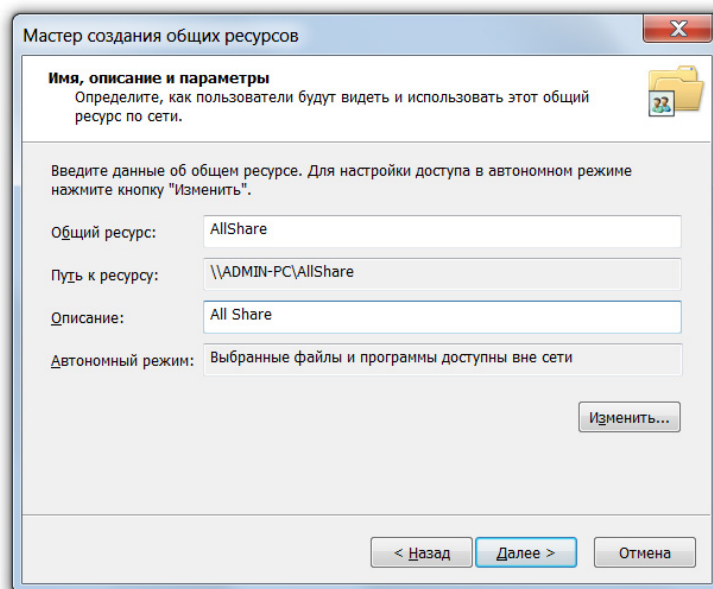 Мастер создания общих ресурсов
Имя, описание и параметры
Определите, как пользователи будут видеть и использовать этот общий
ресурс по сети.
Введите данные об общем ресурсе. Для настройки доступа в автономном режиме
нажмите кнопку "Изменить".
Общий ресурс: AllShare
Путь к ресурсу: \\ADMIN-PC\AllShare
Описание: All Share
Автономный режим: Выбранные файлы и программы доступны вне сети
Изменить...
< Назад Далее > Отмена